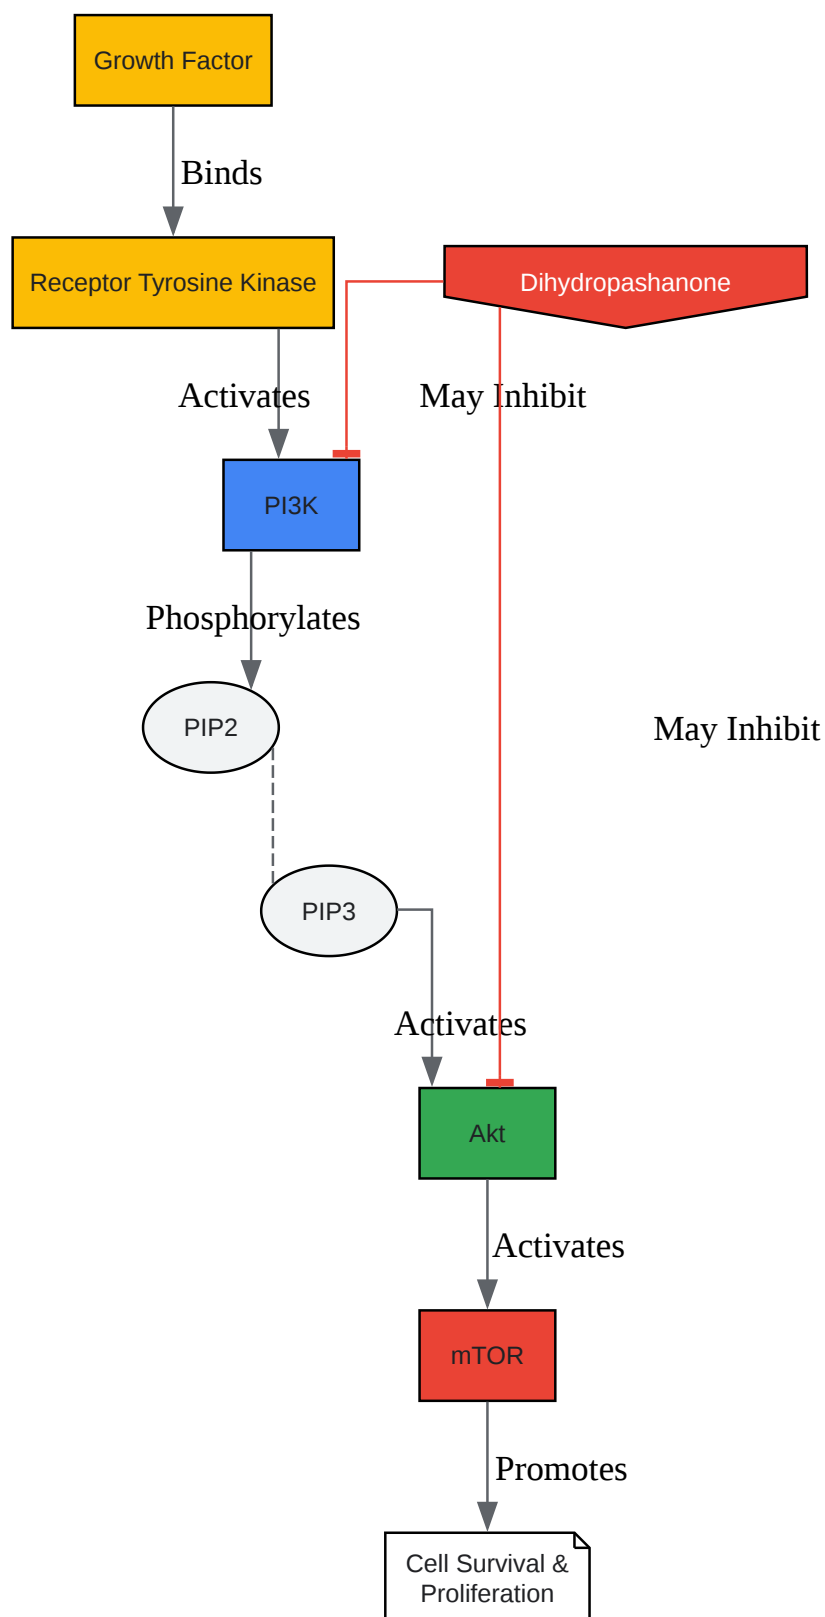 Growth Factor
Binds
Receptor Tyrosine Kinase
Dihydropashanone
Activates
May Inhibit
PI3K
Phosphorylates
PIP2
May Inhibit
PIP3
Activates
Akt
Activates
mTOR
Promotes
Cell Survival &
Proliferation